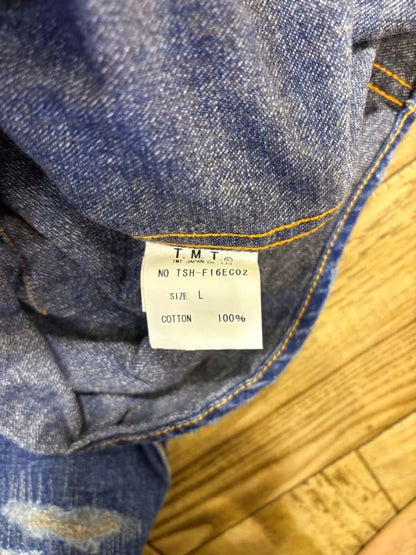 T.M.T®
TMT JAPAN Co.,LTD
NO TSH-F16EC02
SIZE L
COTTON 100%